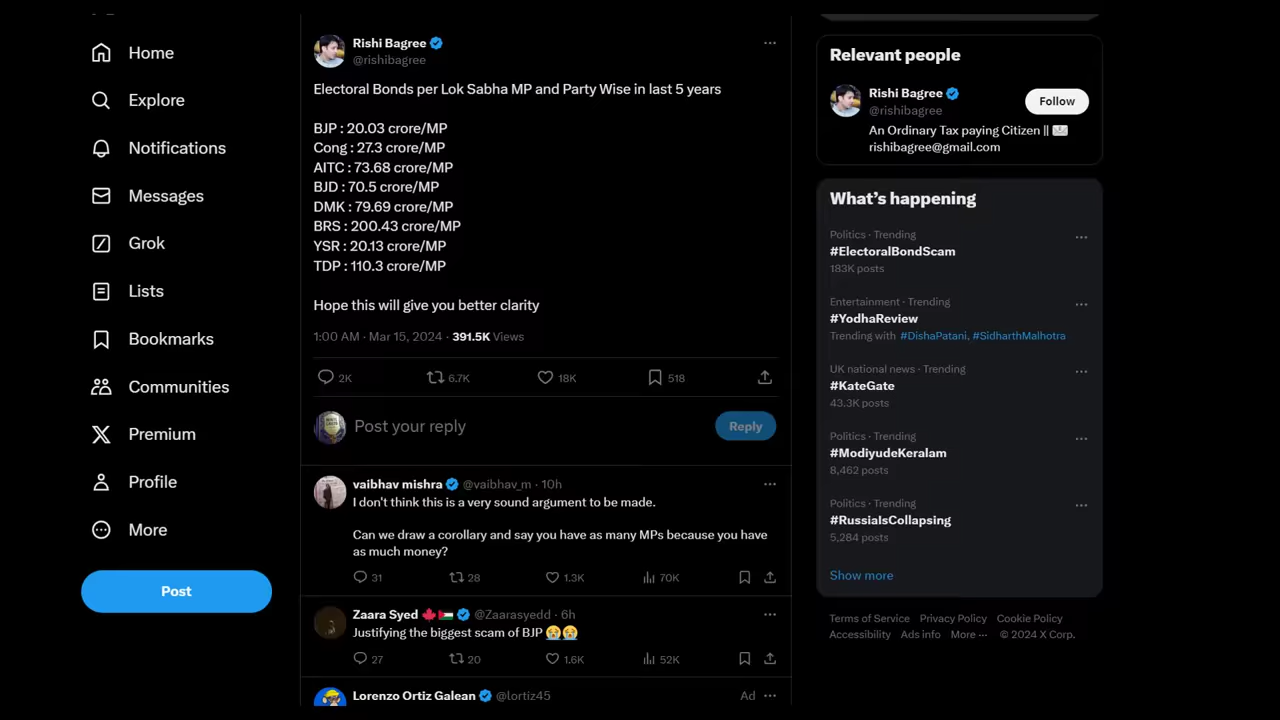 Home
Explore
Notifications
Messages
Grok
Lists
Bookmarks
Communities
Premium
Profile
More
Post
Rishi Bagree
@rishibagree
Electoral Bonds per Lok Sabha MP and Party Wise in last 5 years
BJP : 20.03 crore/MP
Cong : 27.3 crore/MP
AITC : 73.68 crore/MP
BJD : 70.5 crore/MP
DMK : 79.69 crore/MP
BRS : 200.43 crore/MP
YSR : 20.13 crore/MP
TDP : 110.3 crore/MP
Hope this will give you better clarity
1:00 AM · Mar 15, 2024 · 391.5K Views
2K 6.7K 18K 518
Post your reply
Reply
vaibhav mishra @vaibhav_m · 10h
I don't think this is a very sound argument to be made.
Can we draw a corollary and say you have as many MPs because you have
as much money?
31 28 1.3K 70K
Zaara Syed 🍁🇵🇸 @Zaarasyedd · 6h
Justifying the biggest scam of BJP 😭😭
27 20 1.6K 52K
Lorenzo Ortiz Galean @lortiz45 Ad
Relevant people
Rishi Bagree
@rishibagree
Follow
An Ordinary Tax paying Citizen || 📨
rishibagree@gmail.com
What's happening
Politics · Trending
#ElectoralBondScam
183K posts
Entertainment · Trending
#YodhaReview
Trending with #DishaPatani, #SidharthMalhotra
UK national news · Trending
#KateGate
43.3K posts
Politics · Trending
#ModiyudeKeralam
8,462 posts
Politics · Trending
#RussiaIsCollapsing
5,284 posts
Show more
Terms of Service Privacy Policy Cookie Policy
Accessibility Ads info More ··· © 2024 X Corp.